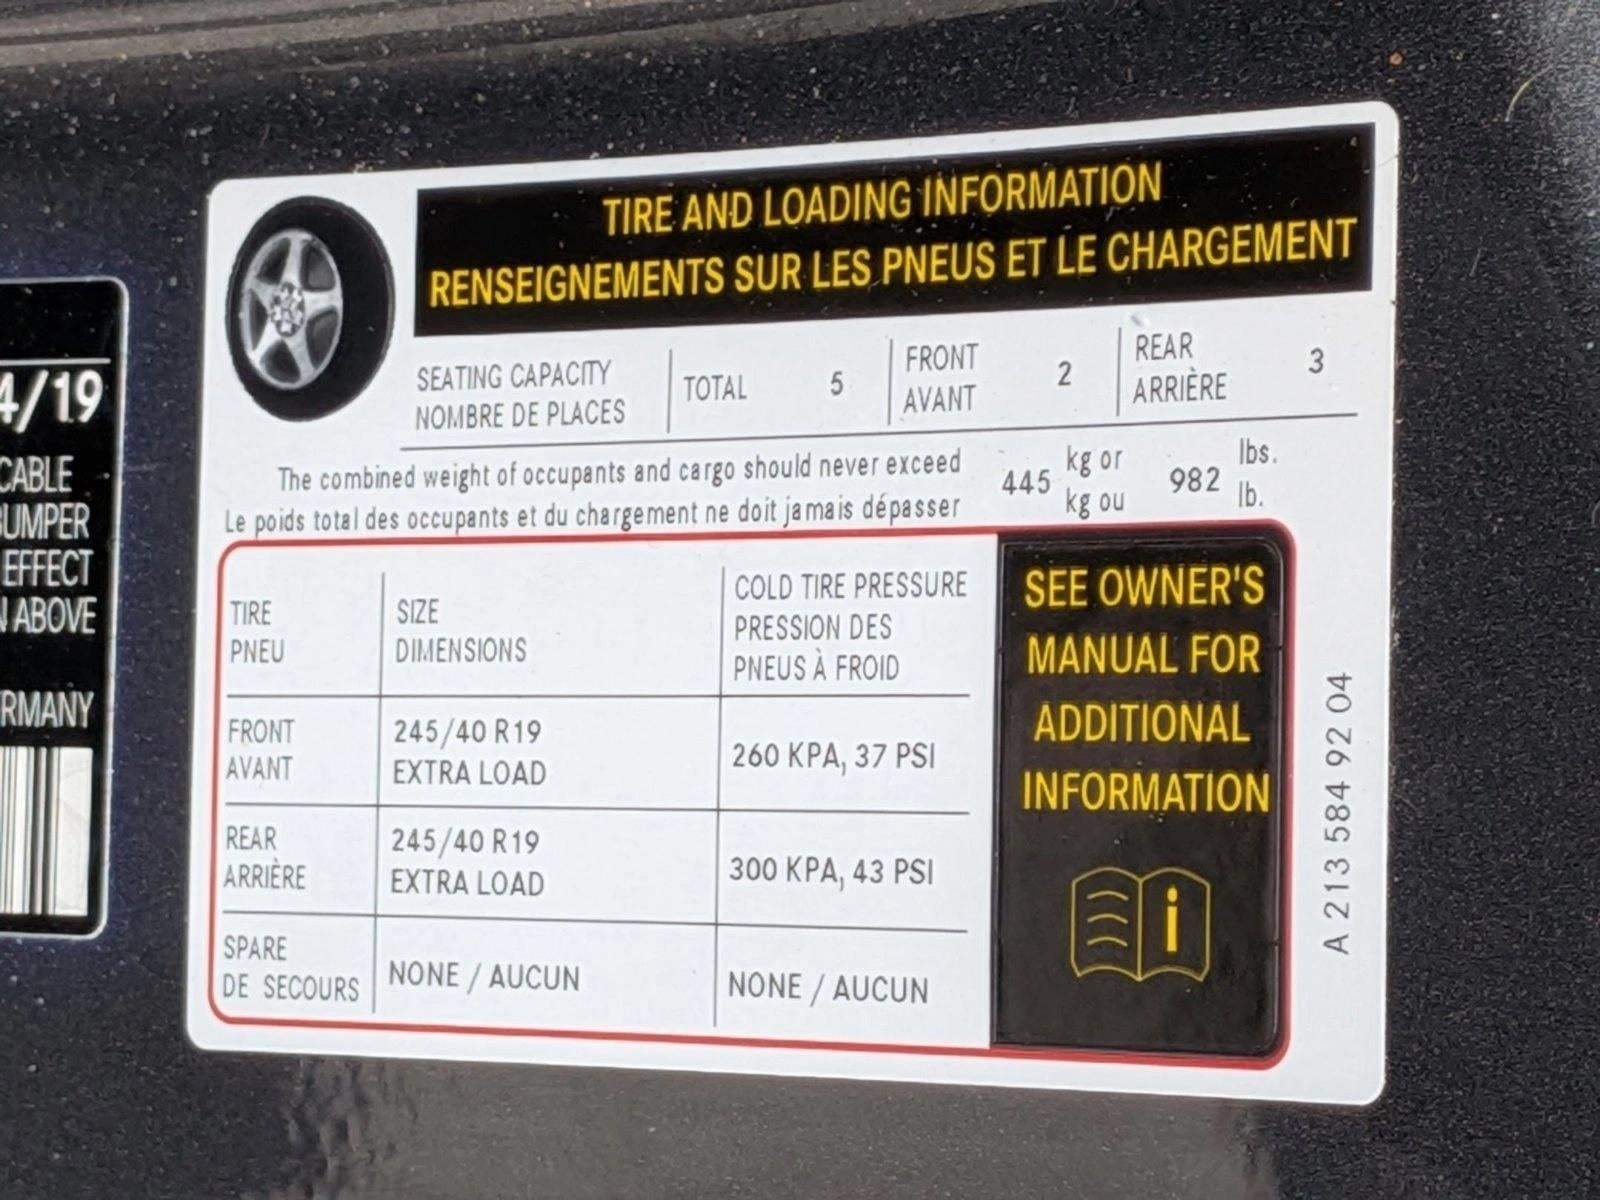 4/19
CABLE
BUMPER
EFFECT
N ABOVE
RMANY
TIRE AND LOADING INFORMATION
RENSEIGNEMENTS SUR LES PNEUS ET LE CHARGEMENT
SEATING CAPACITY
NOMBRE DE PLACES
TOTAL 5
FRONT
AVANT
2
REAR
ARRIÈRE
3
The combined weight of occupants and cargo should never exceed
Le poids total des occupants et du chargement ne doit jamais dépasser
445
kg or
kg ou
982
lbs.
lb.
TIRE
PNEU
SIZE
DIMENSIONS
COLD TIRE PRESSURE
PRESSION DES
PNEUS À FROID
FRONT
AVANT
245/40 R19
EXTRA LOAD
260 KPA, 37 PSI
REAR
ARRIÈRE
245/40 R19
EXTRA LOAD
300 KPA, 43 PSI
SPARE
DE SECOURS
NONE / AUCUN
NONE / AUCUN
SEE OWNER'S
MANUAL FOR
ADDITIONAL
INFORMATION
i
A 213 584 92 04